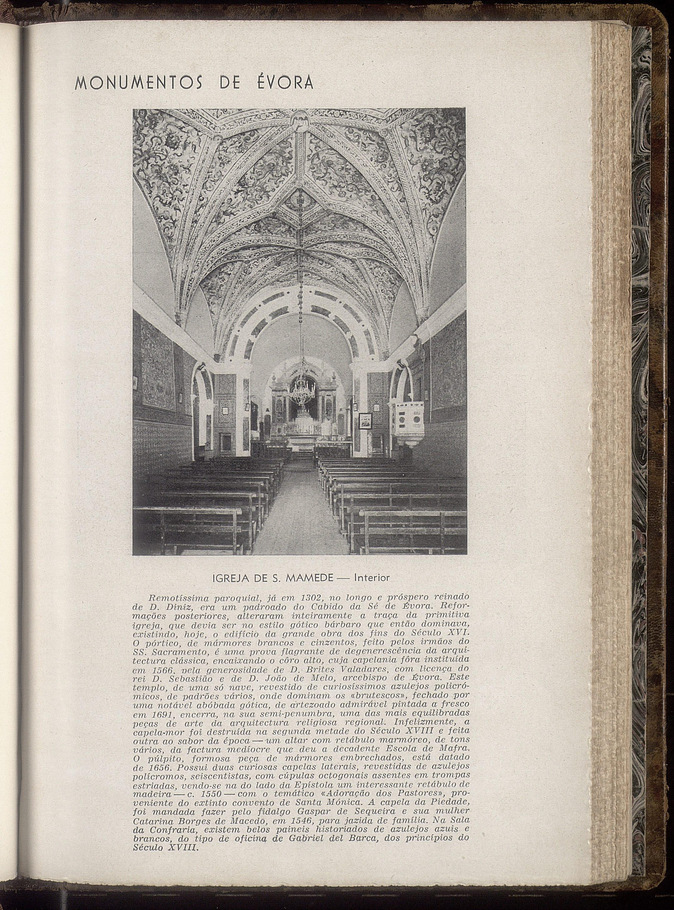 MONUMENTOS DE ÉVORA
IGREJA DE S. MAMEDE — Interior
Remotíssima paroquial, já em 1302, no longo e próspero reinado
de D. Diniz, era um padroado do Cabido da Sé de Évora. Refor-
mações posteriores, alteraram inteiramente a traça da primitiva
igreja, que devia ser no estilo gótico bárbaro que então dominava,
existindo, hoje, o edifício da grande obra dos fins do Século XVI.
O pórtico, de mármores brancos e cinzentos, feito pelos irmãos do
SS. Sacramento, é uma prova flagrante de degenerescência da arqui-
tectura clássica, encaixando o côro alto, cuja capelania fôra instituída
em 1566, pela generosidade de D. Brites Valadares, com licença do
rei D. Sebastião e de D. João de Melo, arcebispo de Évora. Este
templo, de uma só nave, revestido de curiosíssimos azulejos policró-
micos, de padrões vários, onde dominam os «brutescos», fechado por
uma notável abóbada gótica, de artezoado admirável pintada a fresco
em 1691, encerra, na sua semi-penumbra, uma das mais equilibradas
peças de arte da arquitectura religiosa regional. Infelizmente, a
capela-mor foi destruída na segunda metade do Século XVIII e feita
outra ao sabor da época — um altar com retábulo marmóreo, de tons
vários, da factura medíocre que deu a decadente Escola de Mafra.
O púlpito, formosa peça de mármores embrechados, está datado
de 1656. Possui duas curiosas capelas laterais, revestidas de azulejos
polícromos, seiscentistas, com cúpulas octogonais assentes em trompas
estriadas, vendo-se na do lado da Epístola um interessante retábulo de
madeira — c. 1550 — com o temático «Adoração dos Pastores», pro-
veniente do extinto convento de Santa Mónica. A capela da Piedade,
foi mandada fazer pelo fidalgo Gaspar de Sequeira e sua mulher
Catarina Borges de Macedo, em 1546, para jazida de família. Na Sala
da Confraria, existem belos paineis historiados de azulejos azuis e
brancos, do tipo de oficina de Gabriel del Barca, dos princípios do
Século XVIII.